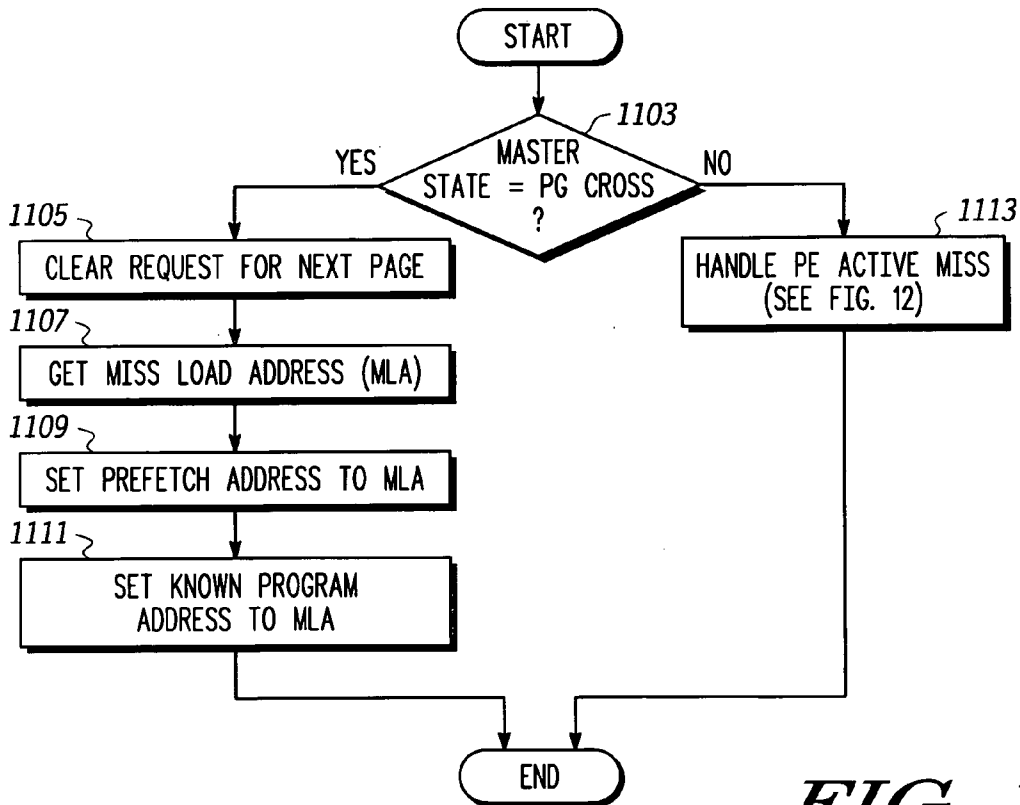 START
1103
MASTER
STATE = PG CROSS
?
YES
NO
1105
CLEAR REQUEST FOR NEXT PAGE
1113
HANDLE PE ACTIVE MISS
(SEE FIG. 12)
1107
GET MISS LOAD ADDRESS (MLA)
1109
SET PREFETCH ADDRESS TO MLA
1111
SET KNOWN PROGRAM
ADDRESS TO MLA
END
FIG.